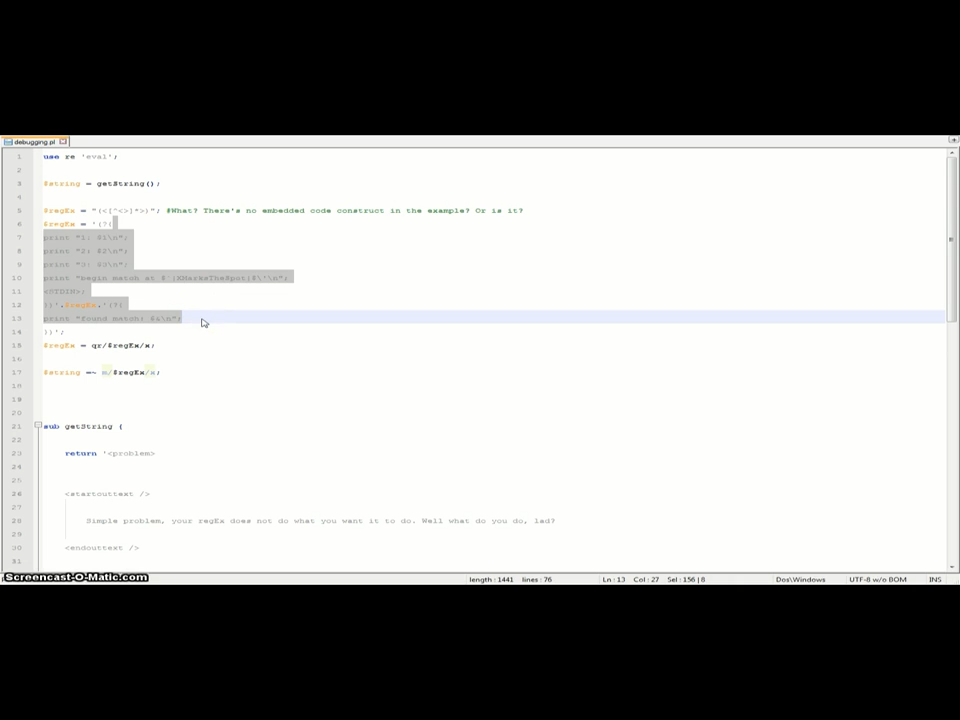 debugging.pl
1 use re 'eval';
2
3 $string = getString();
4
5 $regEx = "(<[^<>]*>)"; #What? There's no embedded code construct in the example? Or is it?
6 $regEx = '(?{
7 print "1: $1\n";
8 print "2: $2\n";
9 print "3: $3\n";
10 print "begin match at $`|XMarksTheSpot|$\'\n";
11 <STDIN>;
12 })'.$regEx.'(?{
13 print "Found match: $&\n";
14 })';
15 $regEx = qr/$regEx/x;
16
17 $string =~ m/$regEx/x;
18
19
20
21 sub getString {
22
23 return '<problem>
24
25
26 <startouttext />
27
28 Simple problem, your regEx does not do what you want it to do. Well what do you do, lad?
29
30 <endouttext />
31
Screencast-O-Matic.com
length : 1441 lines : 76 Ln : 13 Col : 27 Sel : 156 | 8 Dos\Windows UTF-8 w/o BOM INS